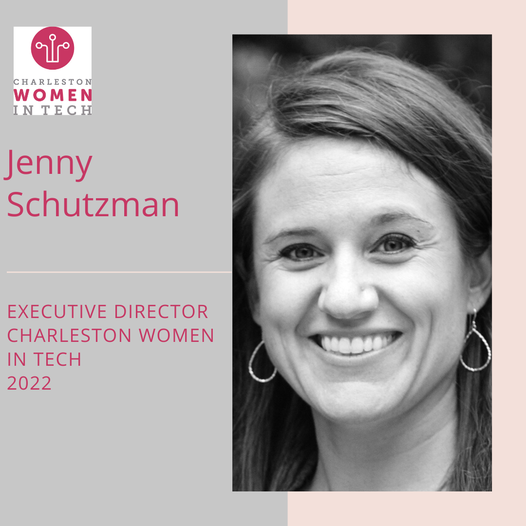 CHARLESTON
WOMEN
IN TECH
Jenny
Schutzman
EXECUTIVE DIRECTOR
CHARLESTON WOMEN
IN TECH
2022